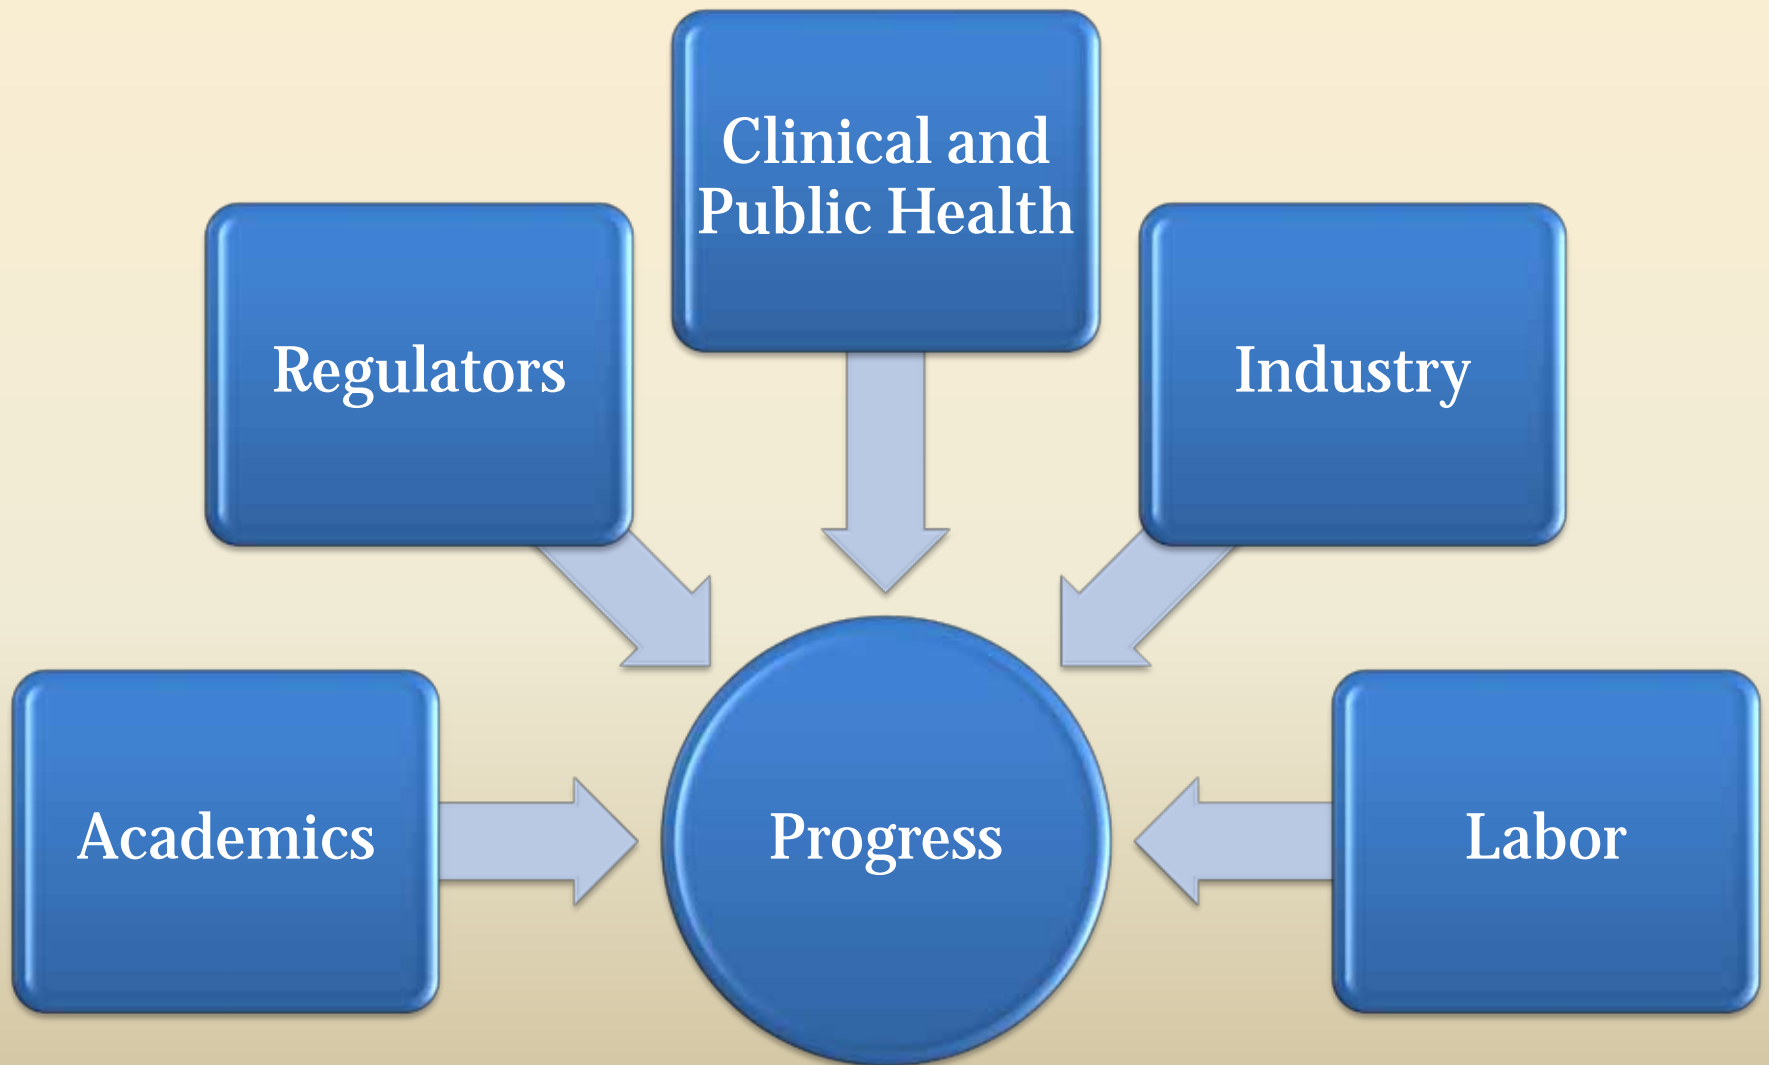 Clinical and
Public Health
Regulators
Industry
Academics
Progress
Labor